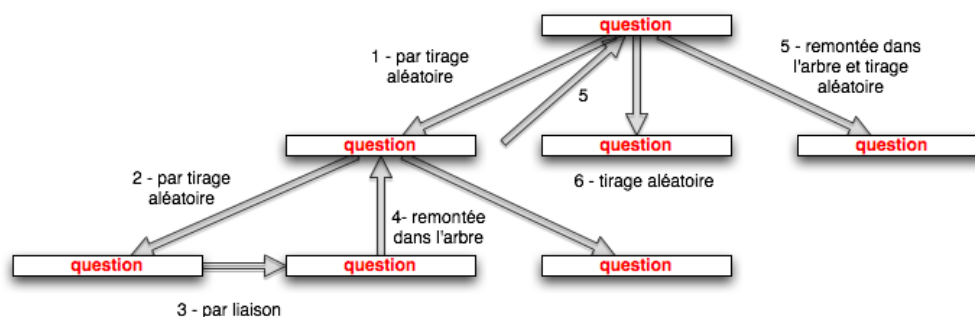 question
1 - par tirage
aléatoire
5 - remontée dans
l'arbre et tirage
aléatoire
5
question
question
question
2 - par tirage
aléatoire
6 - tirage aléatoire
4- remontée
dans l'arbre
question
question
question
3 - par liaison